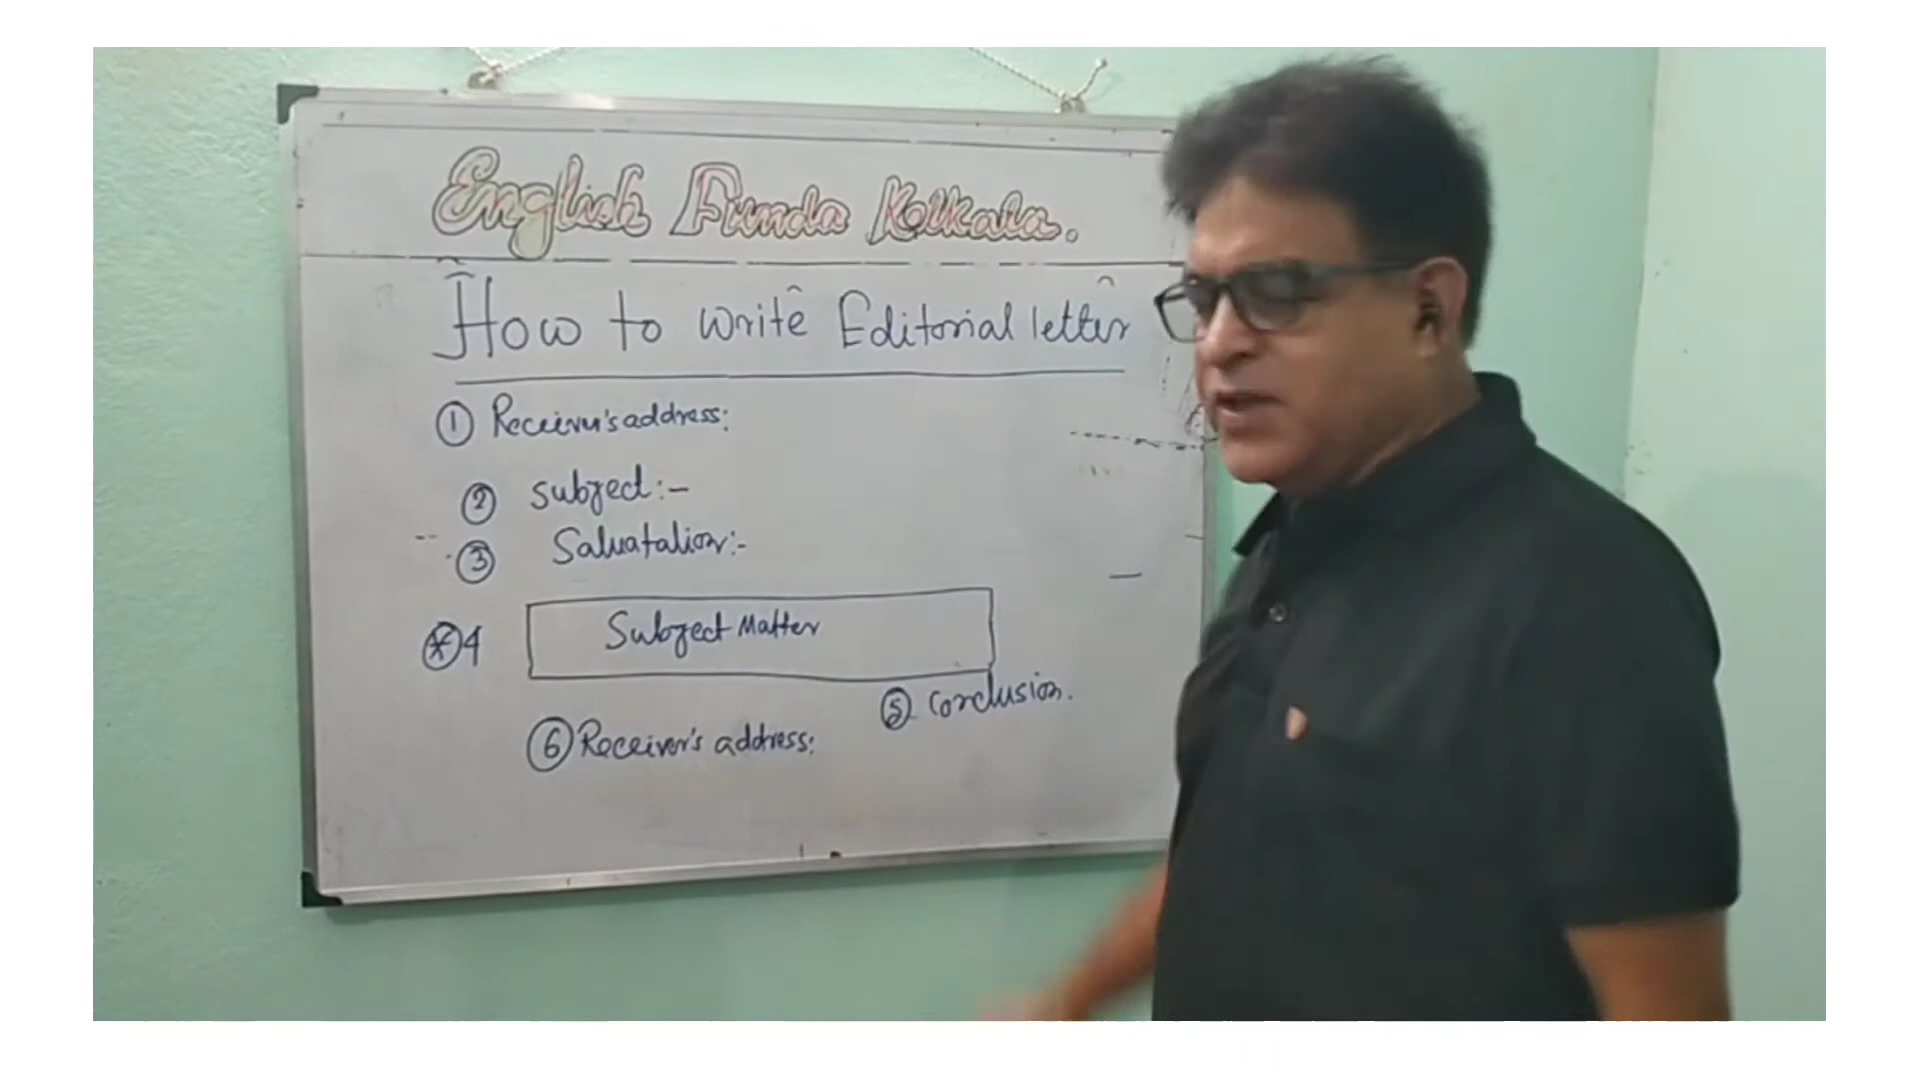 English Funda Kolkata.
How to write Editorial letter
① Receiver's address:
② Subject:-
③ Saluatation:-
*4 Subject Matter
⑤ Conclusion.
⑥ Receiver's address: